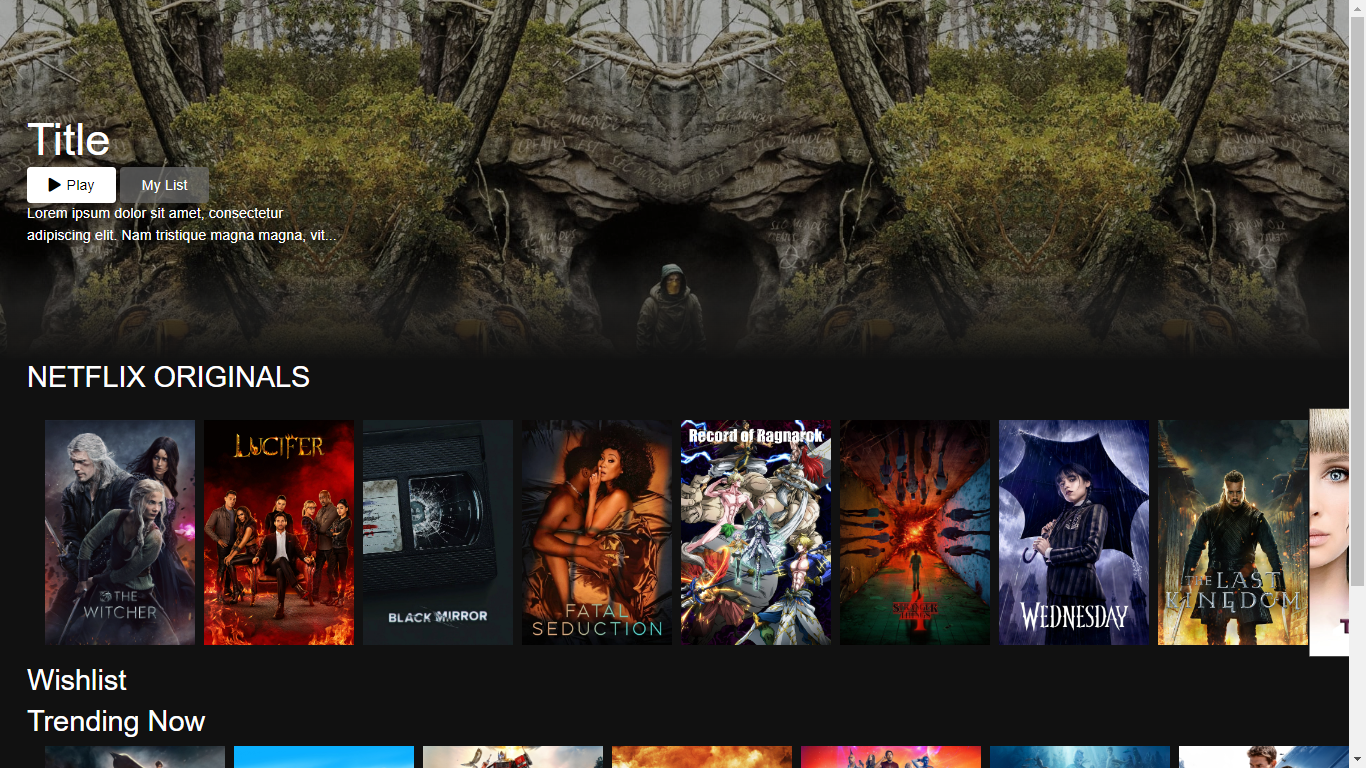 Title
Play
My List
Lorem ipsum dolor sit amet, consectetur
adipiscing elit. Nam tristique magna magna, vit...
NETFLIX ORIGINALS
THE
WITCHER
LUCIFER
BLACK MIRROR
FATAL
SEDUCTION
Record of Ragnarok
STRANGER
THINGS
4
WEDNESDAY
THE LAST
KINGDOM
Wishlist
Trending Now